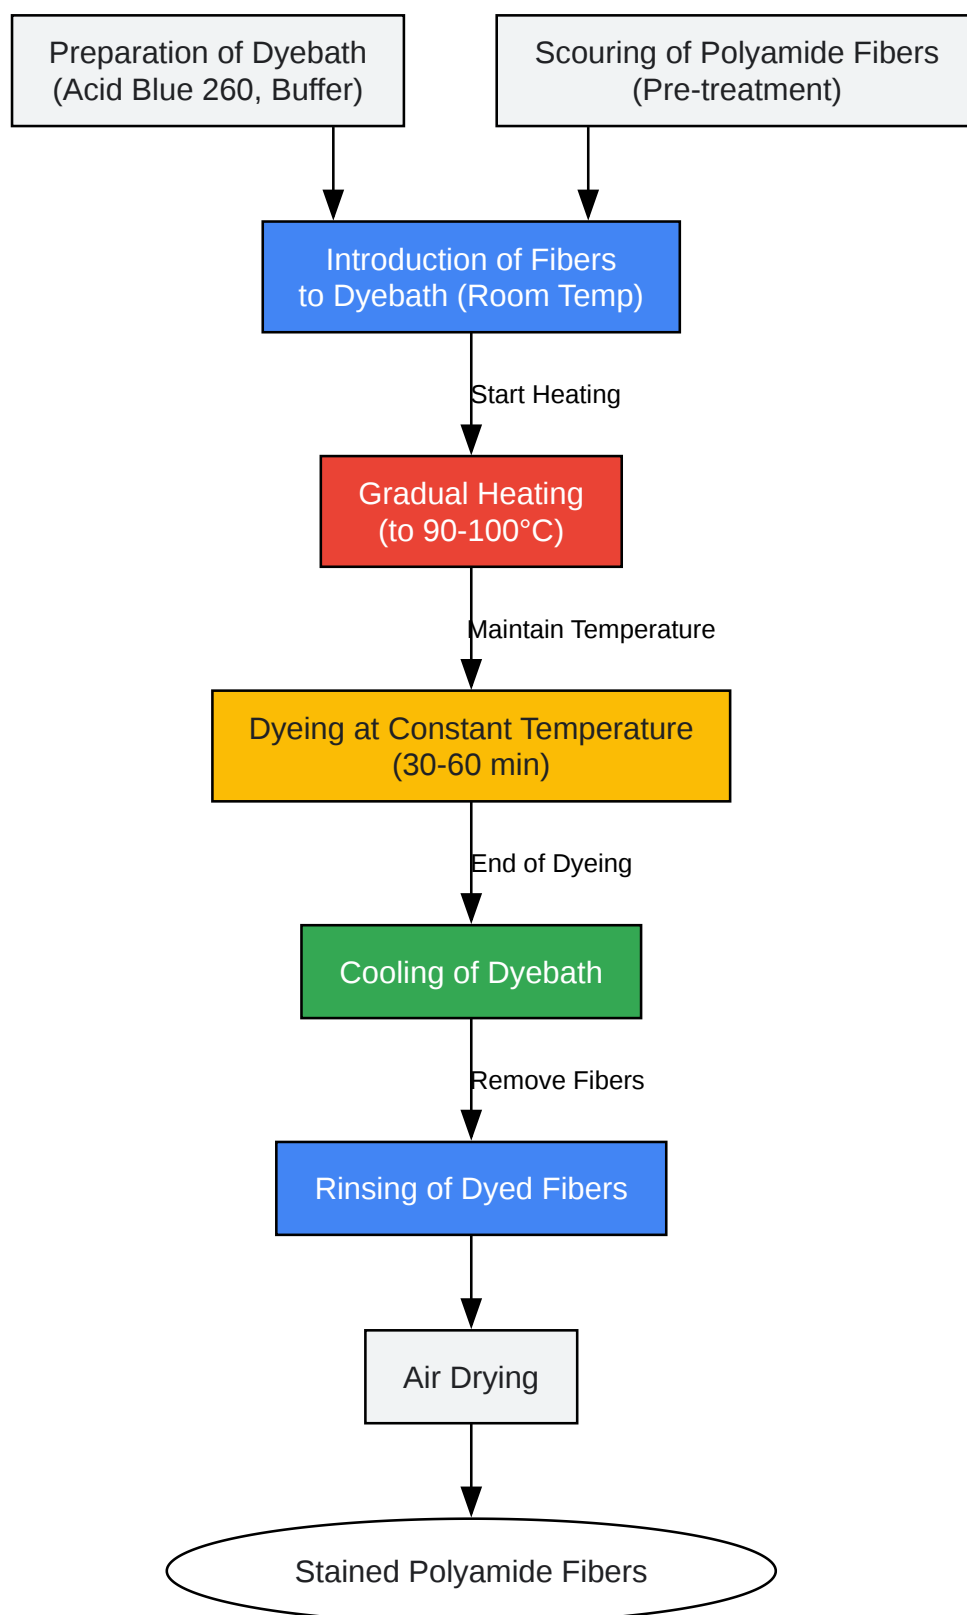 Preparation of Dyebath
(Acid Blue 260, Buffer)
Scouring of Polyamide Fibers
(Pre-treatment)
Introduction of Fibers
to Dyebath (Room Temp)
Start Heating
Gradual Heating
(to 90-100°C)
Maintain Temperature
Dyeing at Constant Temperature
(30-60 min)
End of Dyeing
Cooling of Dyebath
Remove Fibers
Rinsing of Dyed Fibers
Air Drying
Stained Polyamide Fibers